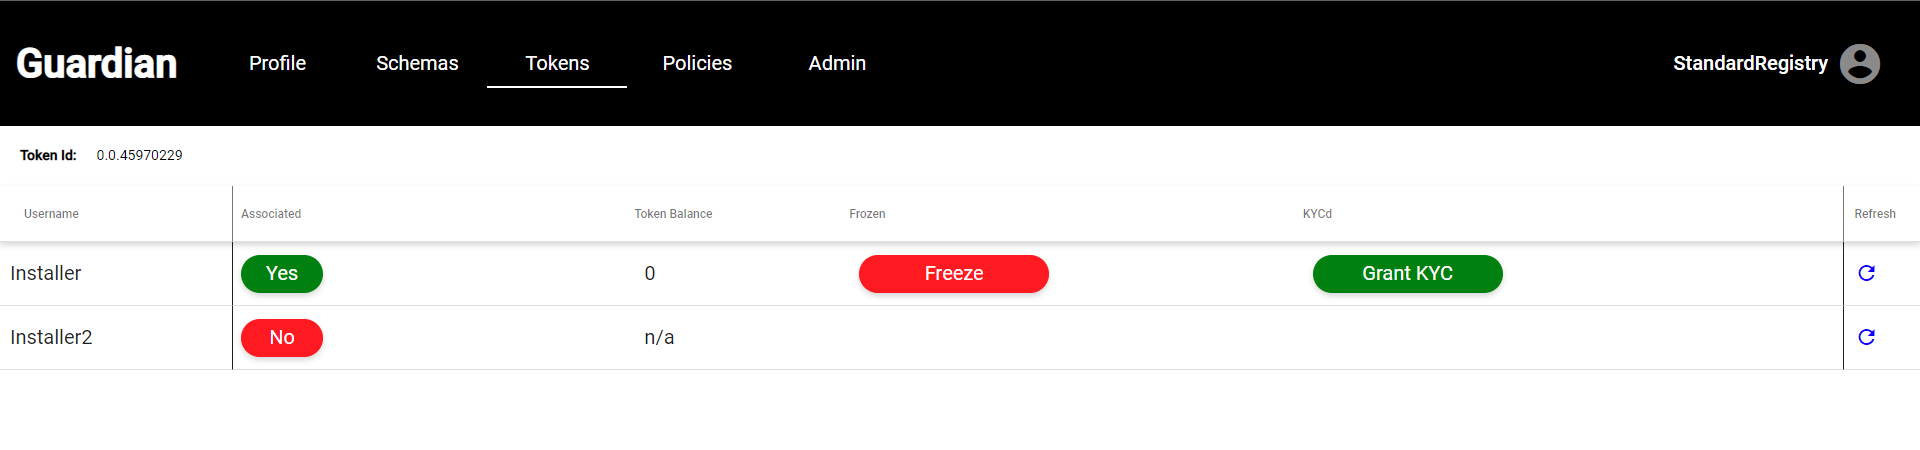 Guardian Profile Schemas Tokens Policies Admin StandardRegistry
Token Id: 0.0.45970229
Username Associated Token Balance Frozen KYCd Refresh
Installer Yes 0 Freeze Grant KYC
Installer2 No n/a